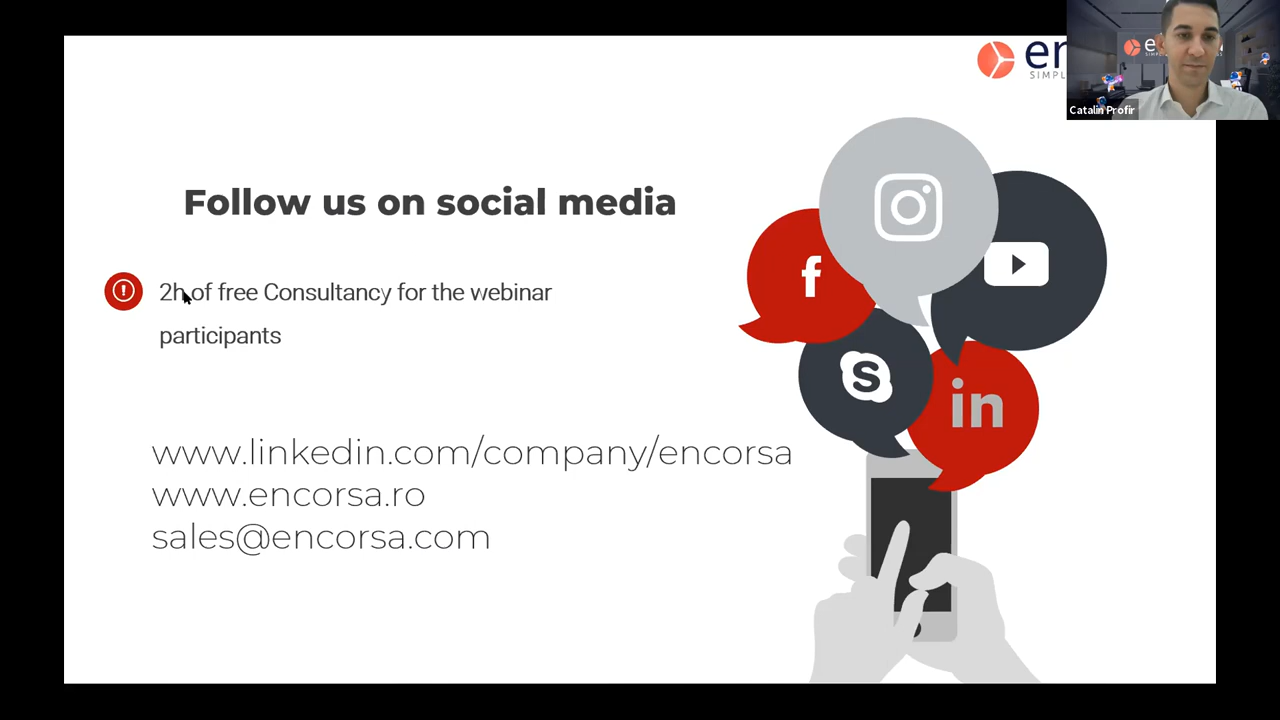 Catalin Profir
Follow us on social media
2h of free Consultancy for the webinar
participants
www.linkedin.com/company/encorsa
www.encorsa.ro
sales@encorsa.com
f
S
in